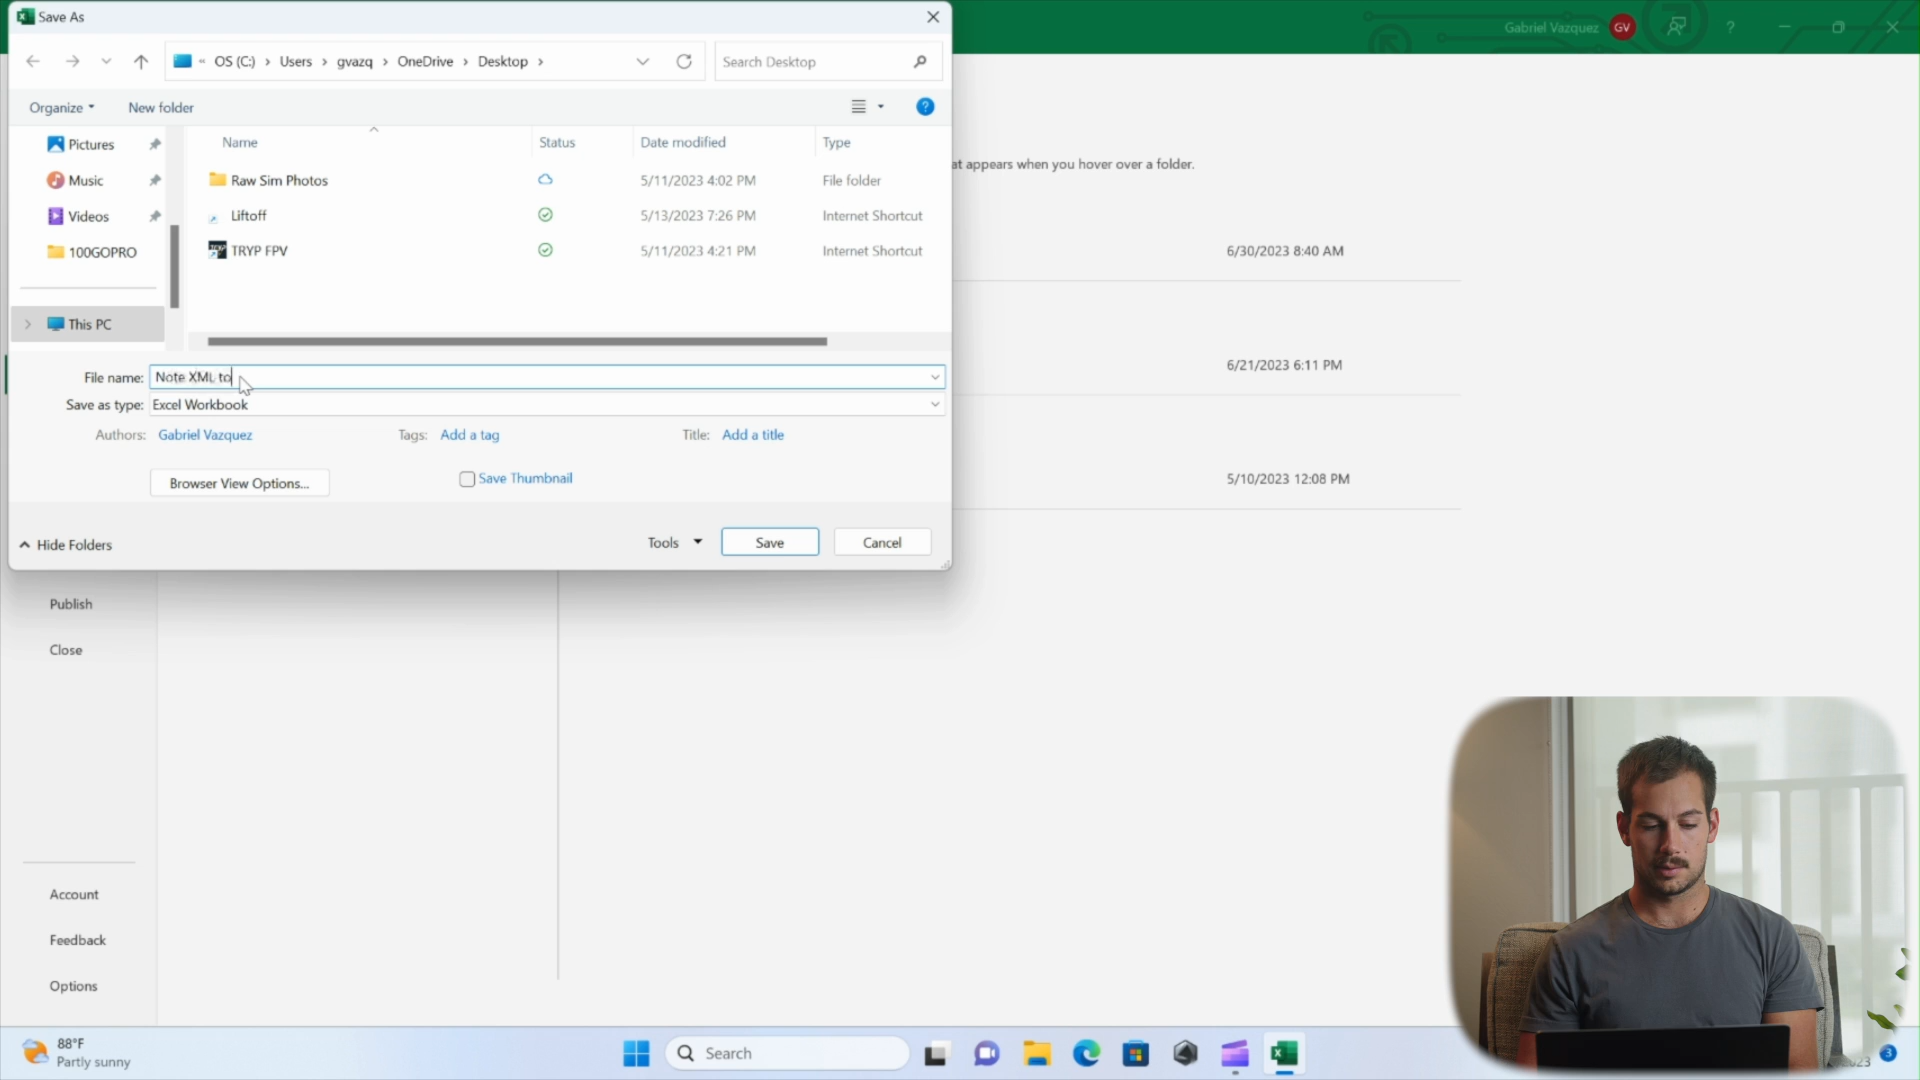 Save As
Gabriel Vazquez GV ?
« OS (C:) > Users > gvazq > OneDrive > Desktop >
Search Desktop
Organize
New folder
?
Name Status Date modified Type
Pictures
Music
Videos
100GOPRO
This PC
Raw Sim Photos 5/11/2023 4:02 PM File folder
Liftoff 5/13/2023 7:26 PM Internet Shortcut
TRYP FPV 5/11/2023 4:21 PM Internet Shortcut
File name: Note XML to
Save as type: Excel Workbook
Authors: Gabriel Vazquez Tags: Add a tag Title: Add a title
Browser View Options...
Save Thumbnail
Hide Folders
Tools
Save
Cancel
at appears when you hover over a folder.
6/30/2023 8:40 AM
6/21/2023 6:11 PM
5/10/2023 12:08 PM
Publish
Close
Account
Feedback
Options
88°F
Partly sunny
Search
3